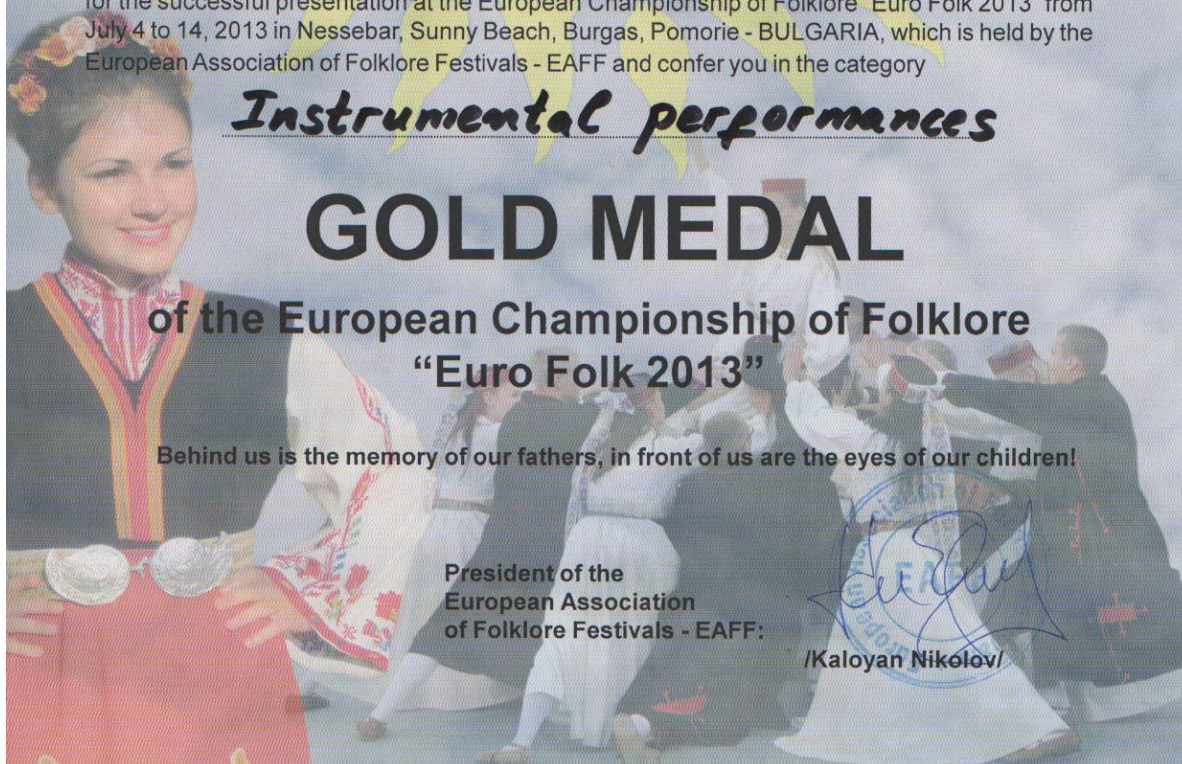 for the successful presentation at the European Championship of Folklore "Euro Folk 2013" from
July 4 to 14, 2013 in Nessebar, Sunny Beach, Burgas, Pomorie - BULGARIA, which is held by the
European Association of Folklore Festivals - EAFF and confer you in the category
Instrumental performances
GOLD MEDAL
of the European Championship of Folklore
“Euro Folk 2013”
Behind us is the memory of our fathers, in front of us are the eyes of our children!
President of the
European Association
of Folklore Festivals - EAFF:
/Kaloyan Nikolov/
EAFF